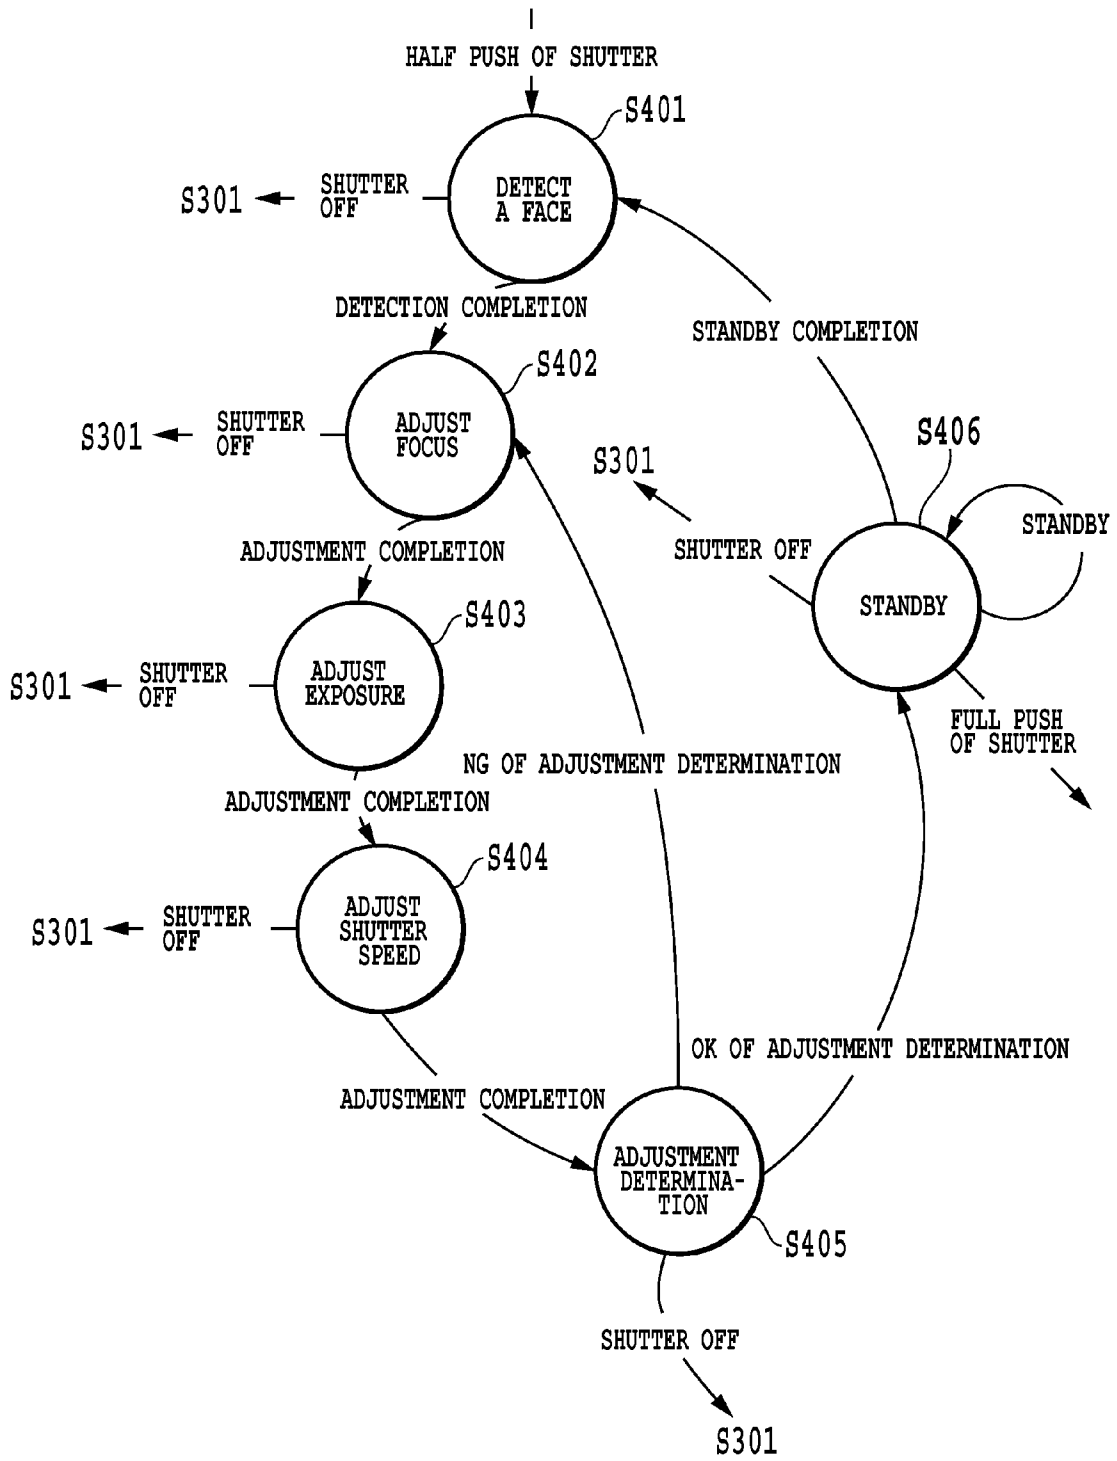 HALF PUSH OF SHUTTER
S401
DETECT
A FACE
SHUTTER
OFF
S301
DETECTION COMPLETION
STANDBY COMPLETION
S402
ADJUST
FOCUS
SHUTTER
OFF
S301
S406
S301
STANDBY
SHUTTER OFF
STANDBY
ADJUSTMENT COMPLETION
S403
ADJUST
EXPOSURE
SHUTTER
OFF
S301
FULL PUSH
OF SHUTTER
NG OF ADJUSTMENT DETERMINATION
ADJUSTMENT COMPLETION
S404
ADJUST
SHUTTER
SPEED
SHUTTER
OFF
S301
OK OF ADJUSTMENT DETERMINATION
ADJUSTMENT COMPLETION
ADJUSTMENT
DETERMINA-
TION
S405
SHUTTER OFF
S301